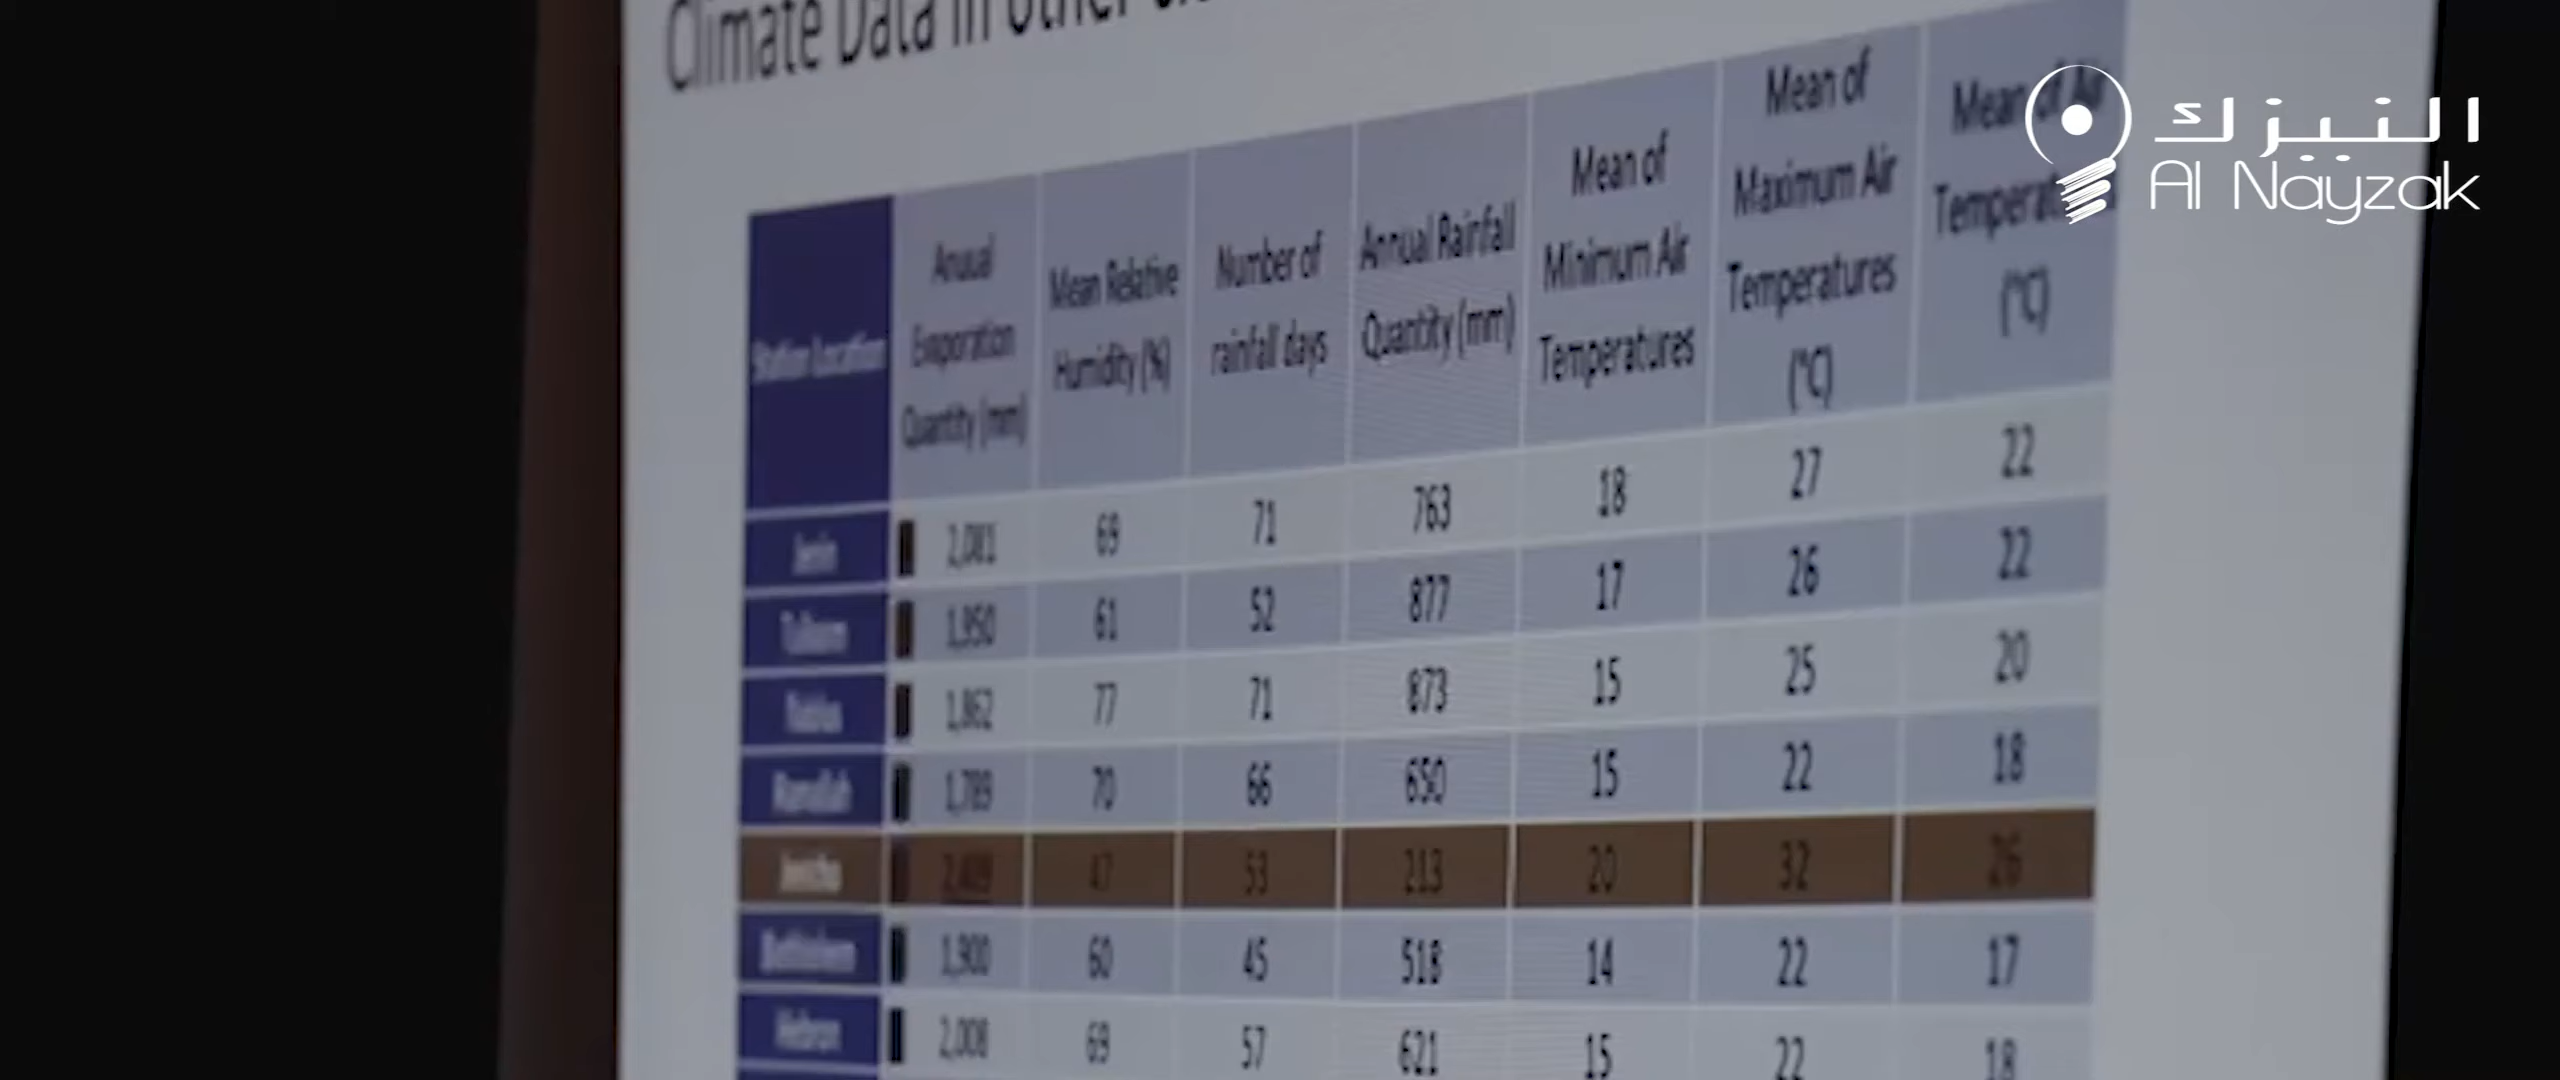 Climate Data in other
النيزك
Al Nayzak
Station Location
Anuual Evaporation Quantity (mm)
Mean Relative Humidity (%)
Number of rainfall days
Annual Rainfall Quantity (mm)
Mean of Minimum Air Temperatures
Mean of Maximum Air Temperatures (°C)
Mean of Air (°C)
Jenin 2,081 69 71 763 18 27 22
1,950 61 52 877 17 26 22
Nablus 1,862 77 71 873 15 25 20
Ramallah 1,789 70 66 650 15 22 18
Jericho 47 53 213 20 32 26
Bethlehem 1,900 60 45 518 14 22 17
Hebron 2,008 69 57 621 15 22 18